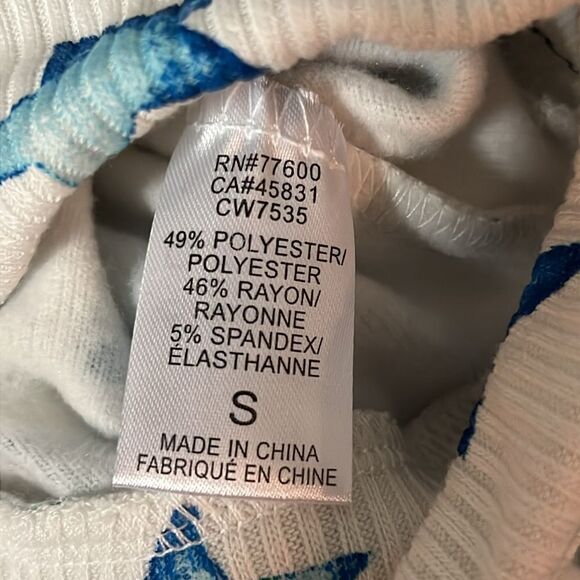 RN#77600
CA#45831
CW7535
49% POLYESTER/
POLYESTER
46% RAYON/
RAYONNE
5% SPANDEX/
ÉLASTHANNE
S
MADE IN CHINA
FABRIQUÉ EN CHINE